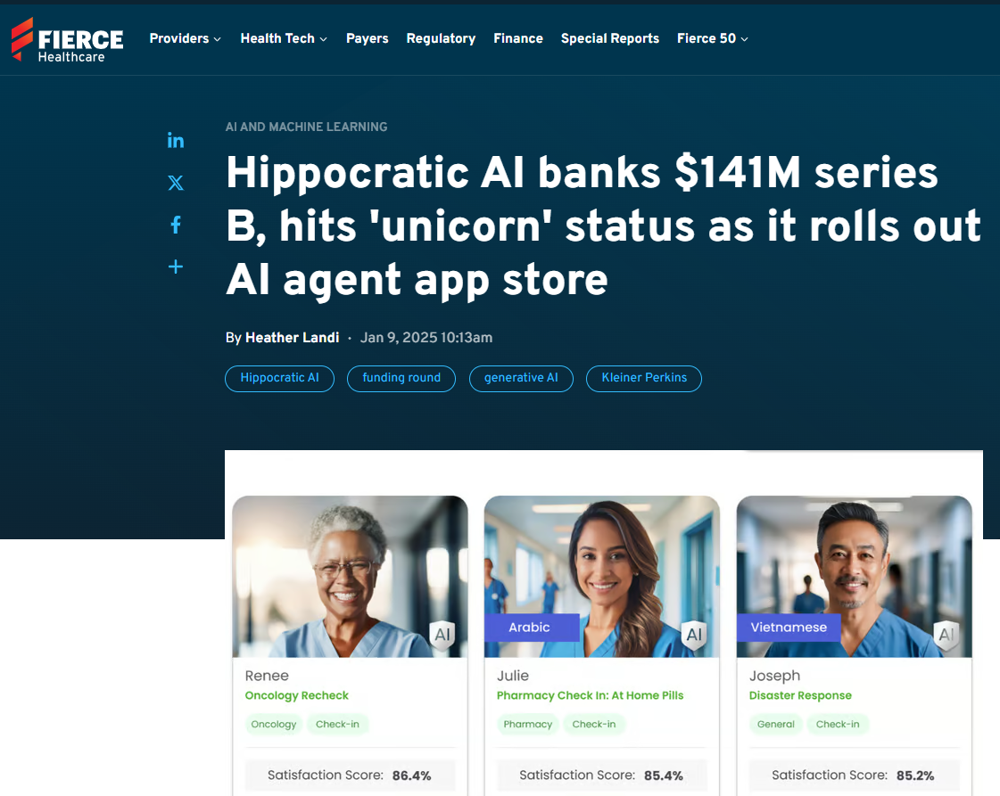 FIERCE
Healthcare
Providers Health Tech Payers Regulatory Finance Special Reports Fierce 50
AI AND MACHINE LEARNING
Hippocratic AI banks $141M series
B, hits 'unicorn' status as it rolls out
AI agent app store
By Heather Landi · Jan 9, 2025 10:13am
Hippocratic AI funding round generative AI Kleiner Perkins
in
X
f
+
AI
Arabic AI
Vietnamese AI
Renee Julie Joseph
Oncology Recheck Pharmacy Check In: At Home Pills Disaster Response
Oncology Check-in Pharmacy Check-in General Check-in
Satisfaction Score: 86.4% Satisfaction Score: 85.4% Satisfaction Score: 85.2%